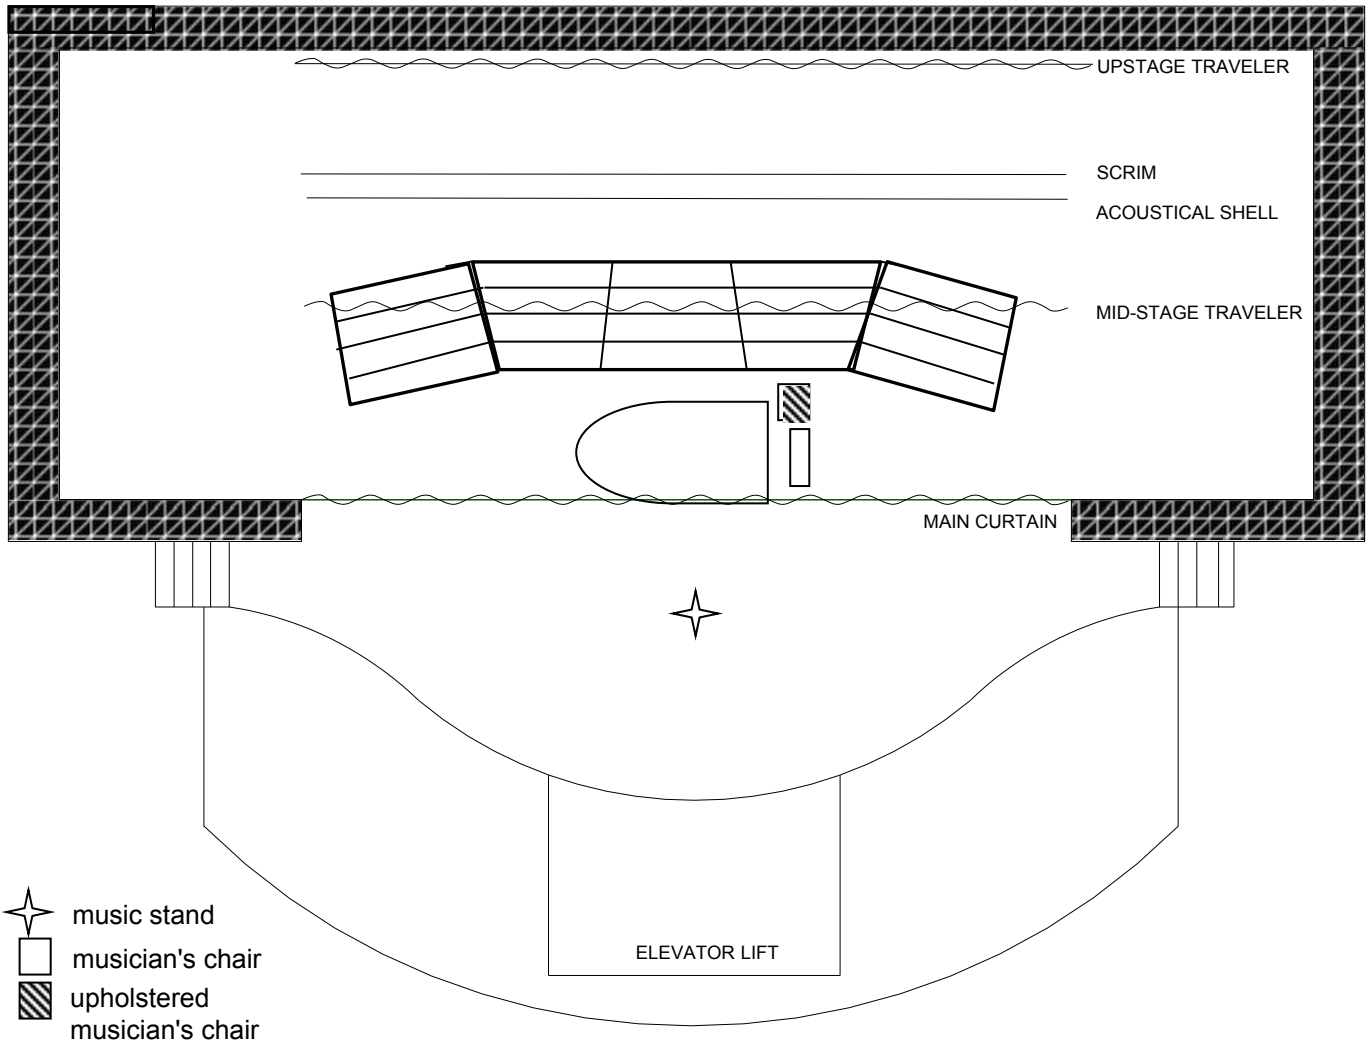 UPSTAGE TRAVELER
SCRIM
ACOUSTICAL SHELL
MID-STAGE TRAVELER
MAIN CURTAIN
ELEVATOR LIFT
music stand
musician's chair
upholstered
musician's chair